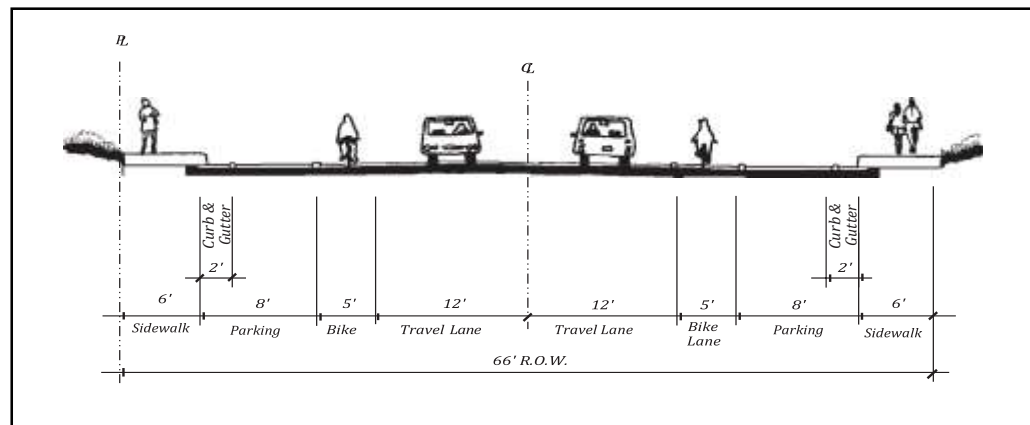 PL
CL
Curb &
Gutter
Curb &
Gutter
2'
2'
6'
8'
5'
12'
12'
5'
8'
6'
Sidewalk
Parking
Bike
Travel Lane
Travel Lane
Bike
Lane
Parking
Sidewalk
66' R.O.W.